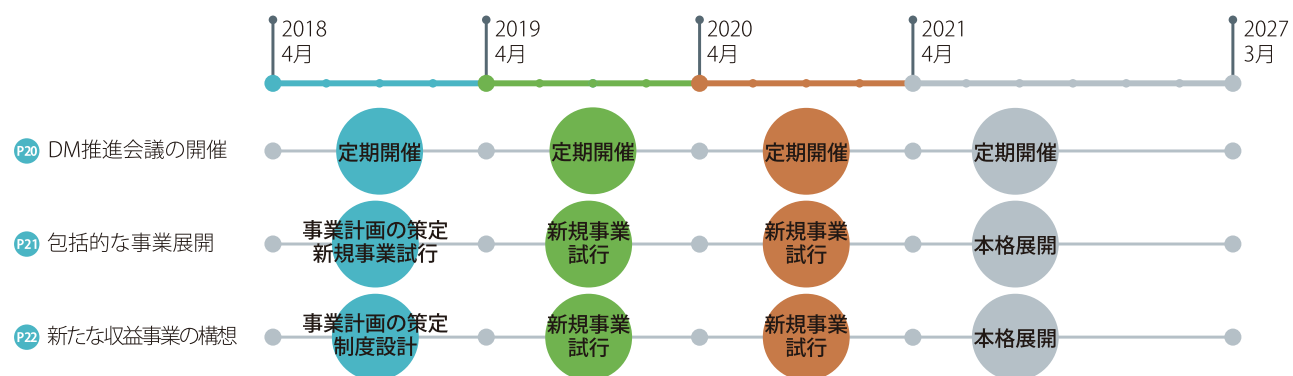 2018
4月
2019
4月
2020
4月
2021
4月
2027
3月
P20 DM推進会議の開催
定期開催
定期開催
定期開催
定期開催
P21 包括的な事業展開
事業計画の策定
新規事業試行
新規事業
試行
新規事業
試行
本格展開
P22 新たな収益事業の構想
事業計画の策定
制度設計
新規事業
試行
新規事業
試行
本格展開